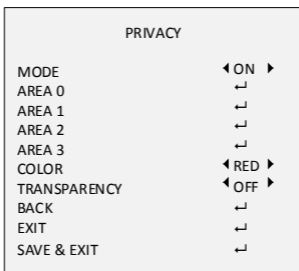 PRIVACY
MODE ON
AREA 0 ↵
AREA 1 ↵
AREA 2 ↵
AREA 3 ↵
COLOR RED
TRANSPARENCY OFF
BACK ↵
EXIT ↵
SAVE & EXIT ↵